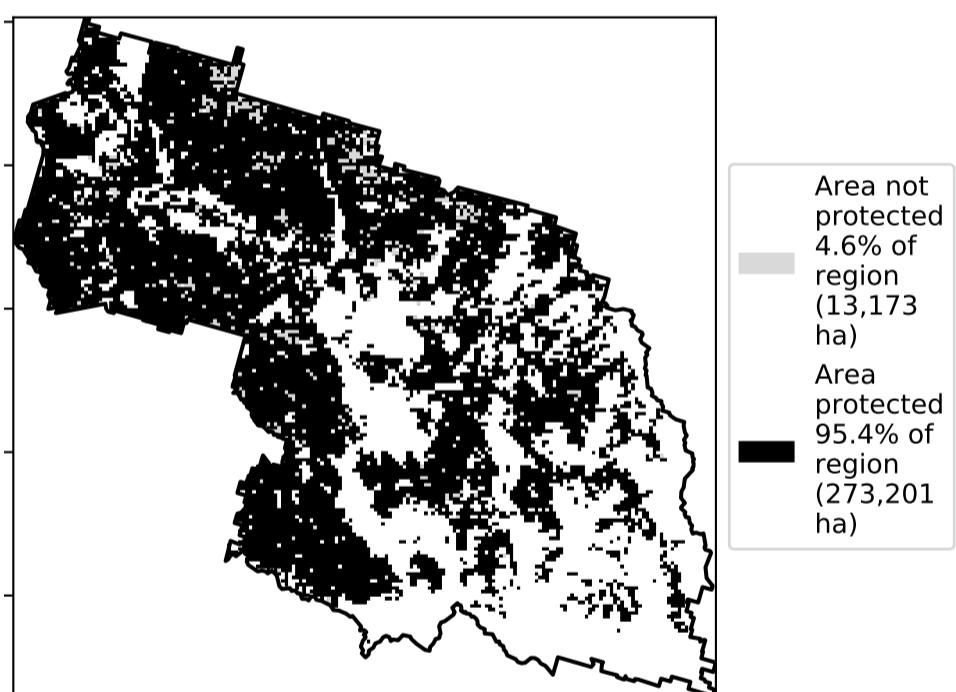 Area not
protected
4.6% of
region
(13,173
ha)
Area
protected
95.4% of
region
(273,201
ha)